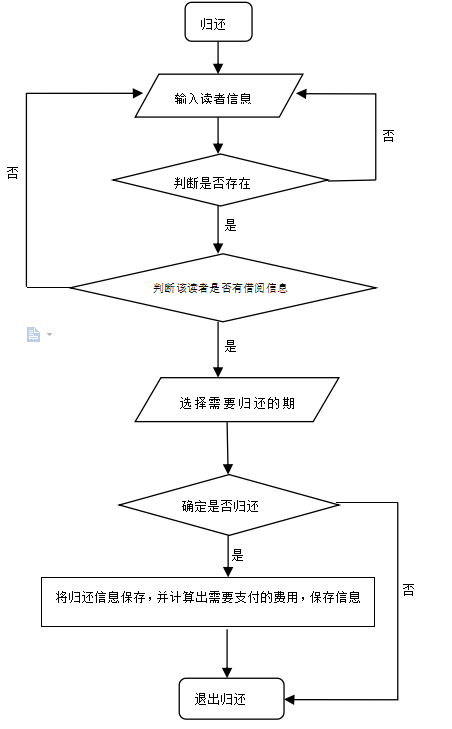 归还
输入读者信息
否
否
判断是否存在
是
判断该读者是否有借阅信息
是
选择需要归还的期
确定是否归还
是
否
将归还信息保存，并计算出需要支付的费用，保存信息
退出归还